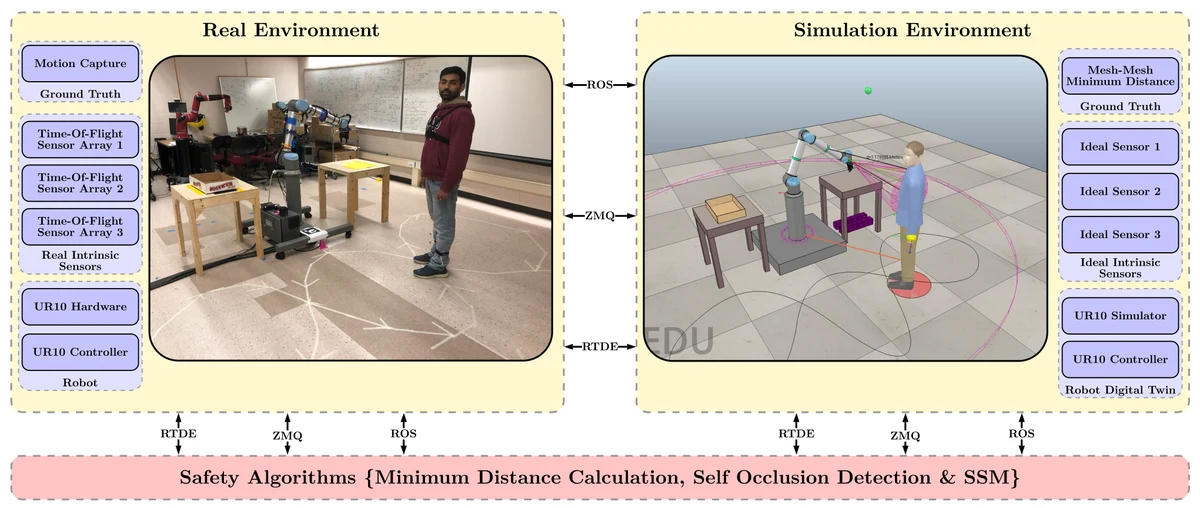 Real Environment
Motion Capture
Ground Truth
Time-Of-Flight
Sensor Array 1
Time-Of-Flight
Sensor Array 2
Time-Of-Flight
Sensor Array 3
Real Intrinsic
Sensors
UR10 Hardware
UR10 Controller
Robot
ROS
ZMQ
RTDE
Simulation Environment
EDU
Mesh-Mesh
Minimum Distance
Ground Truth
Ideal Sensor 1
Ideal Sensor 2
Ideal Sensor 3
Ideal Intrinsic
Sensors
UR10 Simulator
UR10 Controller
Robot Digital Twin
RTDE
ZMQ
ROS
RTDE
ZMQ
ROS
Safety Algorithms {Minimum Distance Calculation, Self Occlusion Detection & SSM}